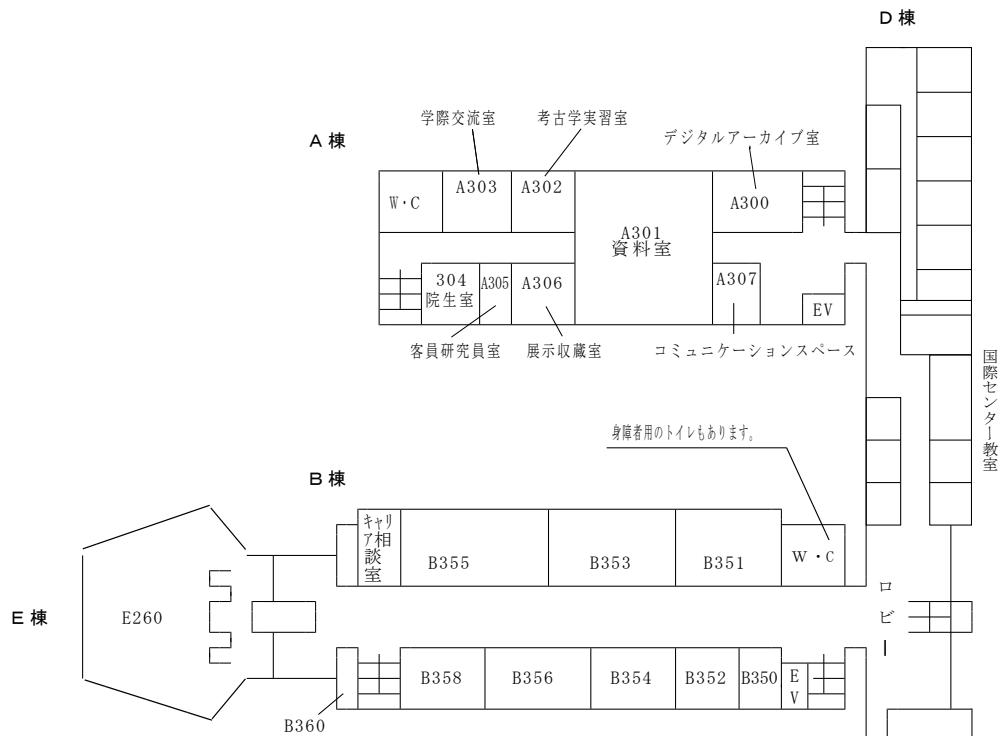 D棟
A棟
学際交流室
考古学実習室
デジタルアーカイブ室
W・C
A303
A302
A300
A301
資料室
304
院生室
A305
A306
A307
EV
客員研究員室
展示収蔵室
コミュニケーションスペース
国際センター教室
身障者用のトイレもあります。
B棟
キャリ
ア相
談
室
B355
B353
B351
W・C
E棟
E260
ロビー
B358
B356
B354
B352
B350
EV
B360